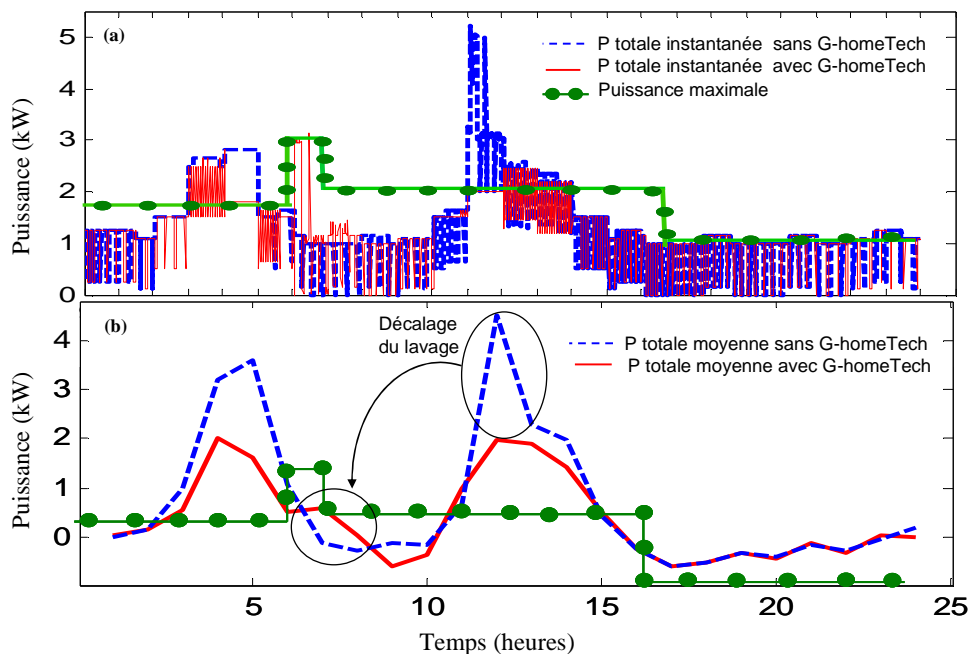 (a)
P totale instantanée sans G-homeTech
P totale instantanée avec G-homeTech
Puissance maximale
Puissance (kW)
5
4
3
2
1
0
(b)
Décalage
du lavage
P totale moyenne sans G-homeTech
P totale moyenne avec G-homeTech
Puissance (kW)
4
3
2
1
0
5
10
15
20
25
Temps (heures)